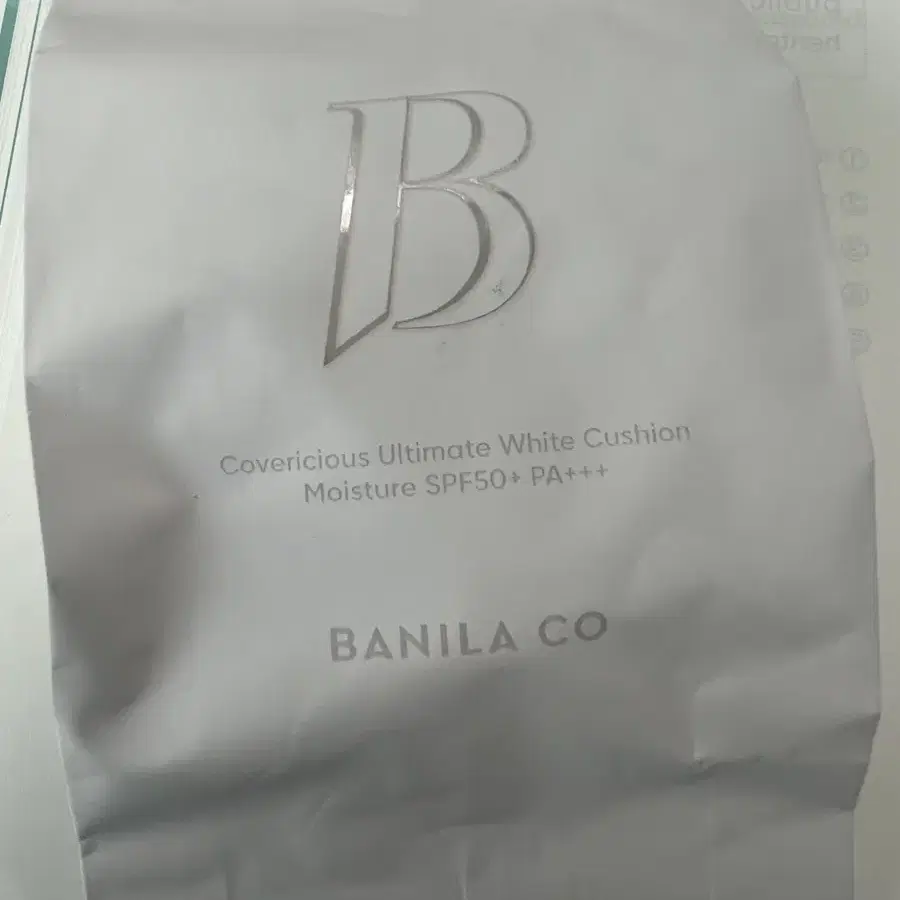 B
Covericious Ultimate White Cushion
Moisture SPF50+ PA+++
BANILA CO